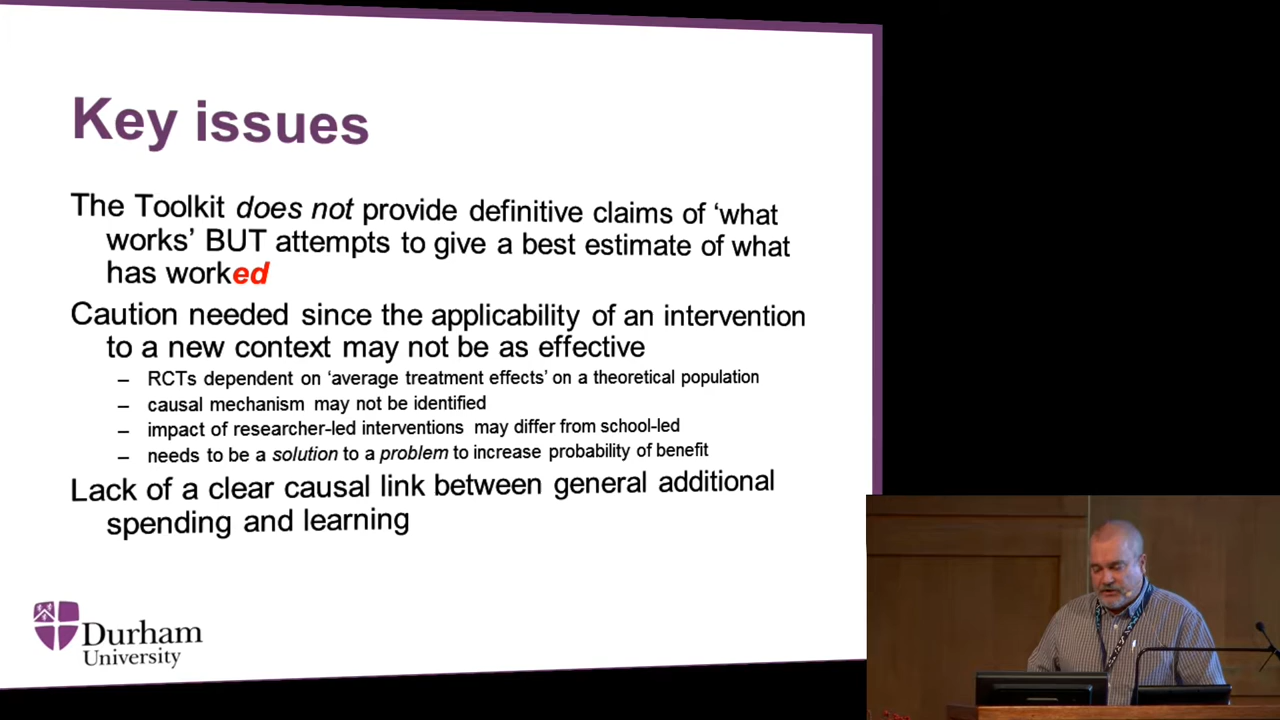 Key issues
The Toolkit does not provide definitive claims of ‘what
works’ BUT attempts to give a best estimate of what
has worked
Caution needed since the applicability of an intervention
to a new context may not be as effective
– RCTs dependent on ‘average treatment effects’ on a theoretical population
– causal mechanism may not be identified
– impact of researcher-led interventions may differ from school-led
– needs to be a solution to a problem to increase probability of benefit
Lack of a clear causal link between general additional
spending and learning
Durham
University